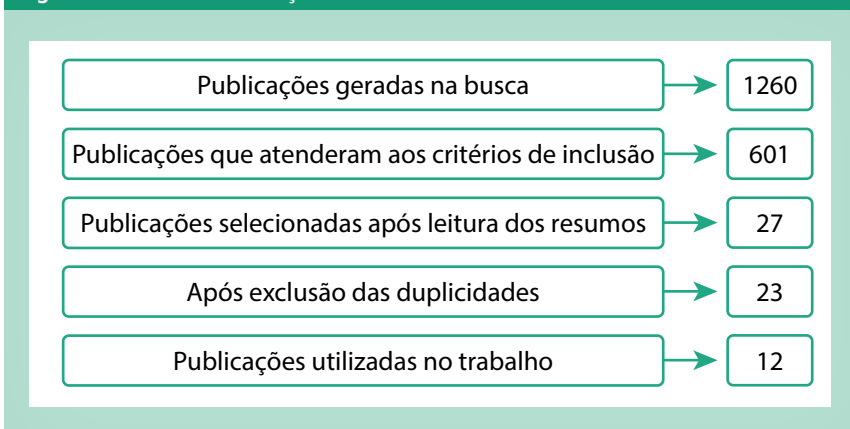 Publicações geradas na busca 1260
Publicações que atenderam aos critérios de inclusão 601
Publicações selecionadas após leitura dos resumos 27
Após exclusão das duplicidades 23
Publicações utilizadas no trabalho 12